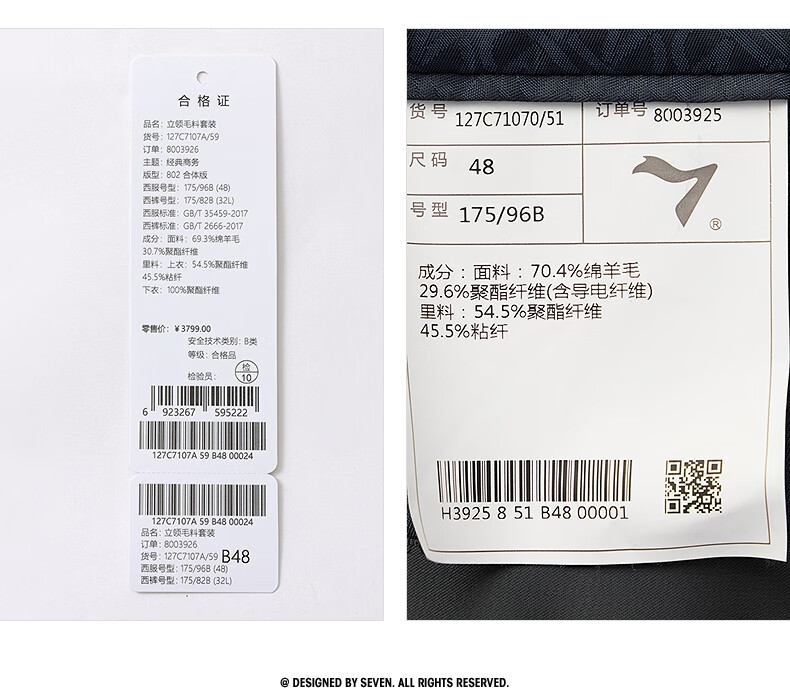 合格证
品名：立领毛料套装
货号：127C7107A/59
订单：8003926
主题：经典商务
版型：802 合体版
西服号型：175/96B (48)
西裤号型：175/82B (32L)
西服标准：GB/T 35459-2017
西裤标准：GB/T 2666-2017
成分：面料：69.3%绵羊毛
30.7%聚酯纤维
里料：上衣：54.5%聚酯纤维
45.5%粘纤
下衣：100%聚酯纤维
零售价：¥3799.00
安全技术类别：B类
等级：合格品
检验员：
检
10
6 923267 595222
127C7107A 59 B48 00024
127C7107A 59 B48 00024
品名：立领毛料套装
订单：8003926
货号：127C7107A/59 B48
西服号型：175/96B (48)
西裤号型：175/82B (32L)
货号 127C71070/51 订单号 8003925
尺码 48
®
号型 175/96B
成分：面料：70.4%绵羊毛
29.6%聚酯纤维(含导电纤维)
里料：54.5%聚酯纤维
45.5%粘纤
H3925 8 51 B48 00001
@ DESIGNED BY SEVEN. ALL RIGHTS RESERVED.